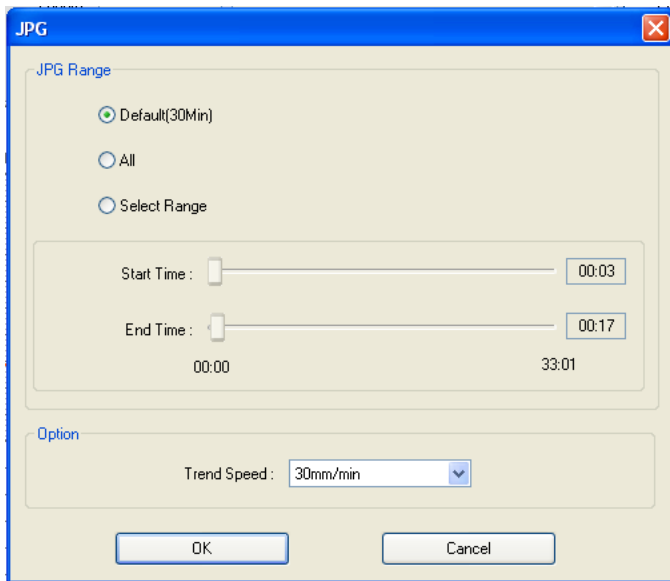 JPG
JPG Range
Default(30Min)
All
Select Range
Start Time : 00:03
End Time : 00:17
00:00 33:01
Option
Trend Speed : 30mm/min
OK Cancel